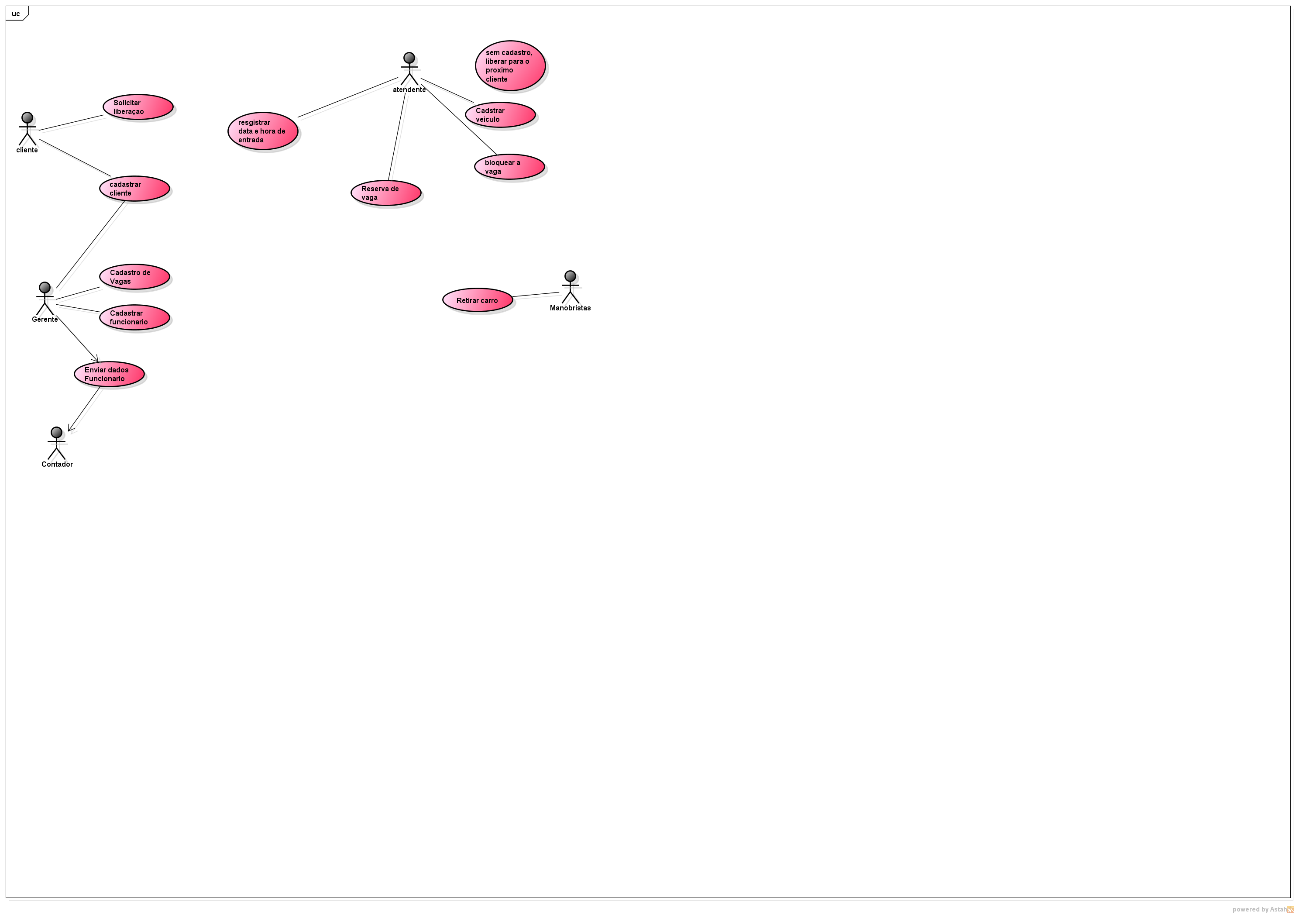 uc
sem cadastro,
liberar para o
proximo
cliente
atendente
Solicitar
liberaçao
Cadstrar
veiculo
resgistrar
data e hora de
entrada
cliente
bloquear a
vaga
cadastrar
cliente
Reserva de
vaga
Cadastro de
Vagas
Retirar carro
Manobristas
Gerente
Cadastrar
funcionario
Enviar dados
Funcionario
Contador
powered by Astah